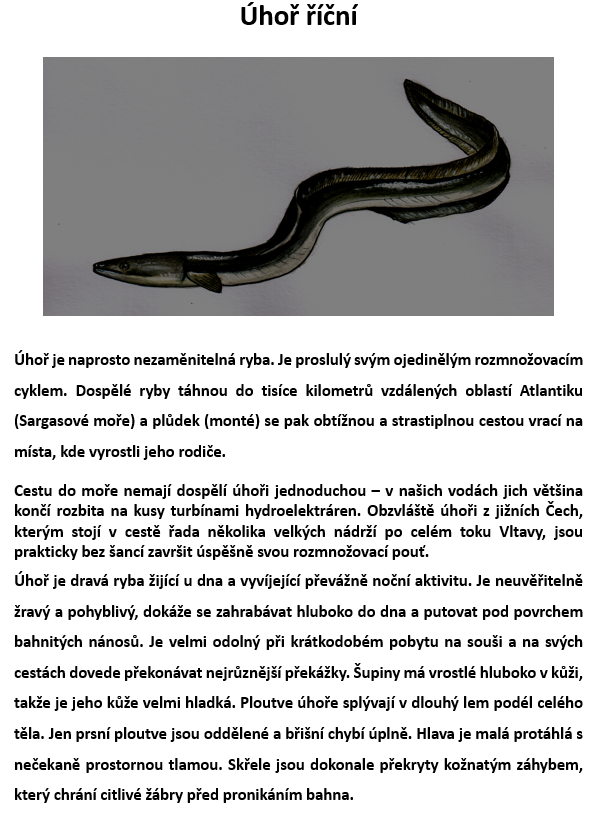 Úhoř říční
Úhoř je naprosto nezaměnitelná ryba. Je proslulý svým ojedinělým rozmnožovacím
cyklem. Dospělé ryby táhnou do tisíce kilometrů vzdálených oblastí Atlantiku
(Sargasové moře) a plůdek (monté) se pak obtížnou a strastiplnou cestou vrací na
místa, kde vyrostli jeho rodiče.
Cestu do moře nemají dospělí úhoři jednoduchou – v našich vodách jich většina
končí rozbita na kusy turbínami hydroelektráren. Obzvláště úhoři z jižních Čech,
kterým stojí v cestě řada několika velkých nádrží po celém toku Vltavy, jsou
prakticky bez šancí završit úspěšně svou rozmnožovací pouť.
Úhoř je dravá ryba žijící u dna a vyvíjející převážně noční aktivitu. Je neuvěřitelně
žravý a pohyblivý, dokáže se zahrabávat hluboko do dna a putovat pod povrchem
bahnitých nánosů. Je velmi odolný při krátkodobém pobytu na souši a na svých
cestách dovede překonávat nejrůznější překážky. Šupiny má vrostlé hluboko v kůži,
takže je jeho kůže velmi hladká. Ploutve úhoře splývají v dlouhý lem podél celého
těla. Jen prsní ploutve jsou oddělené a břišní chybí úplně. Hlava je malá protáhlá s
nečekaně prostornou tlamou. Skřele jsou dokonale překryty kožnatým záhybem,
který chrání citlivé žábry před pronikáním bahna.